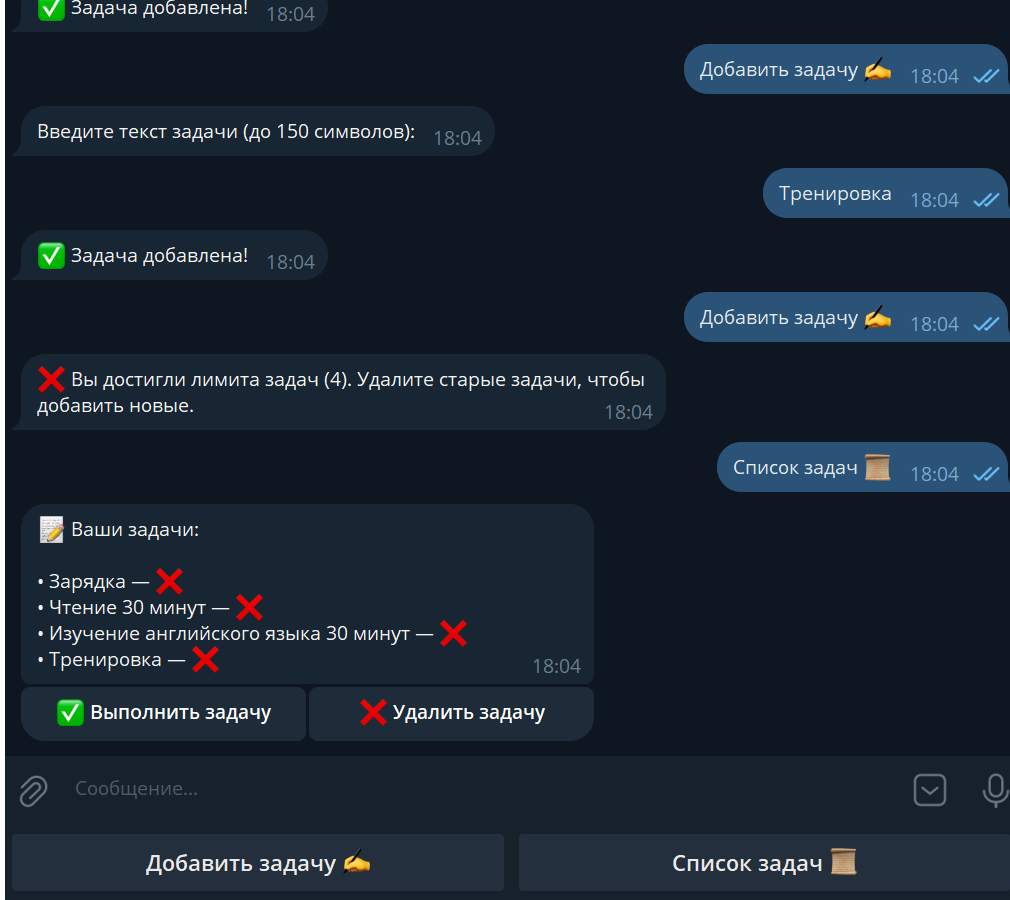 ✅ Задача добавлена! 18:04
Добавить задачу ✍️ 18:04
Введите текст задачи (до 150 символов): 18:04
Тренировка 18:04
✅ Задача добавлена! 18:04
Добавить задачу ✍️ 18:04
❌ Вы достигли лимита задач (4). Удалите старые задачи, чтобы
добавить новые. 18:04
Список задач 📜 18:04
📝 Ваши задачи:
• Зарядка — ❌
• Чтение 30 минут — ❌
• Изучение английского языка 30 минут — ❌
• Тренировка — ❌ 18:04
✅ Выполнить задачу ❌ Удалить задачу
Сообщение...
Добавить задачу ✍️ Список задач 📜